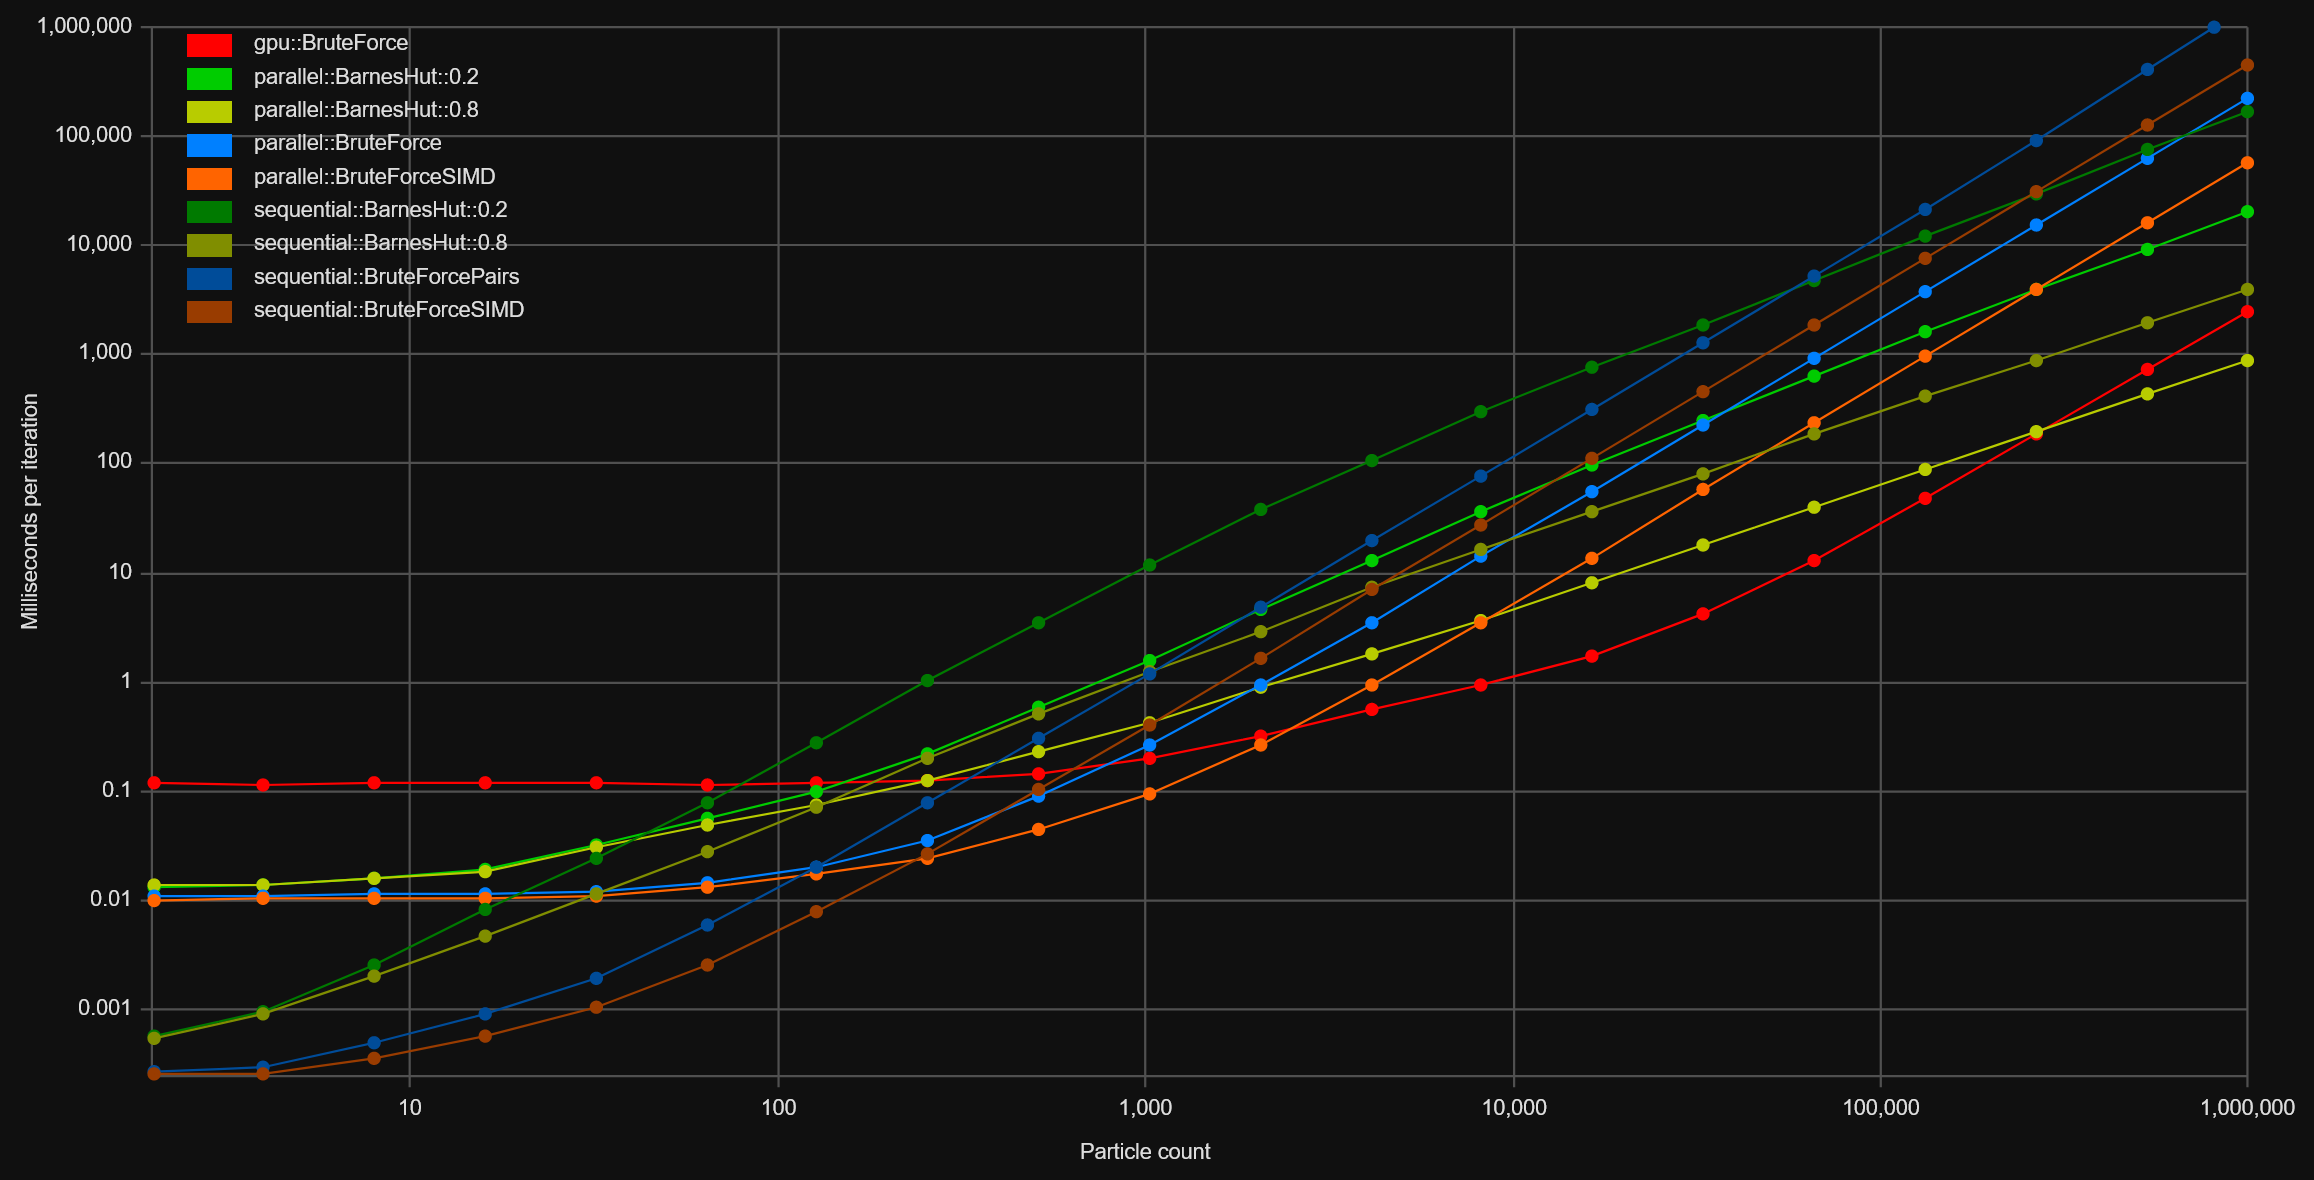 1,000,000
100,000
10,000
1,000
100
10
1
0.1
0.01
0.001
Milliseconds per iteration
gpu::BruteForce
parallel::BarnesHut::0.2
parallel::BarnesHut::0.8
parallel::BruteForce
parallel::BruteForceSIMD
sequential::BarnesHut::0.2
sequential::BarnesHut::0.8
sequential::BruteForcePairs
sequential::BruteForceSIMD
10 100 1,000 10,000 100,000 1,000,000
Particle count